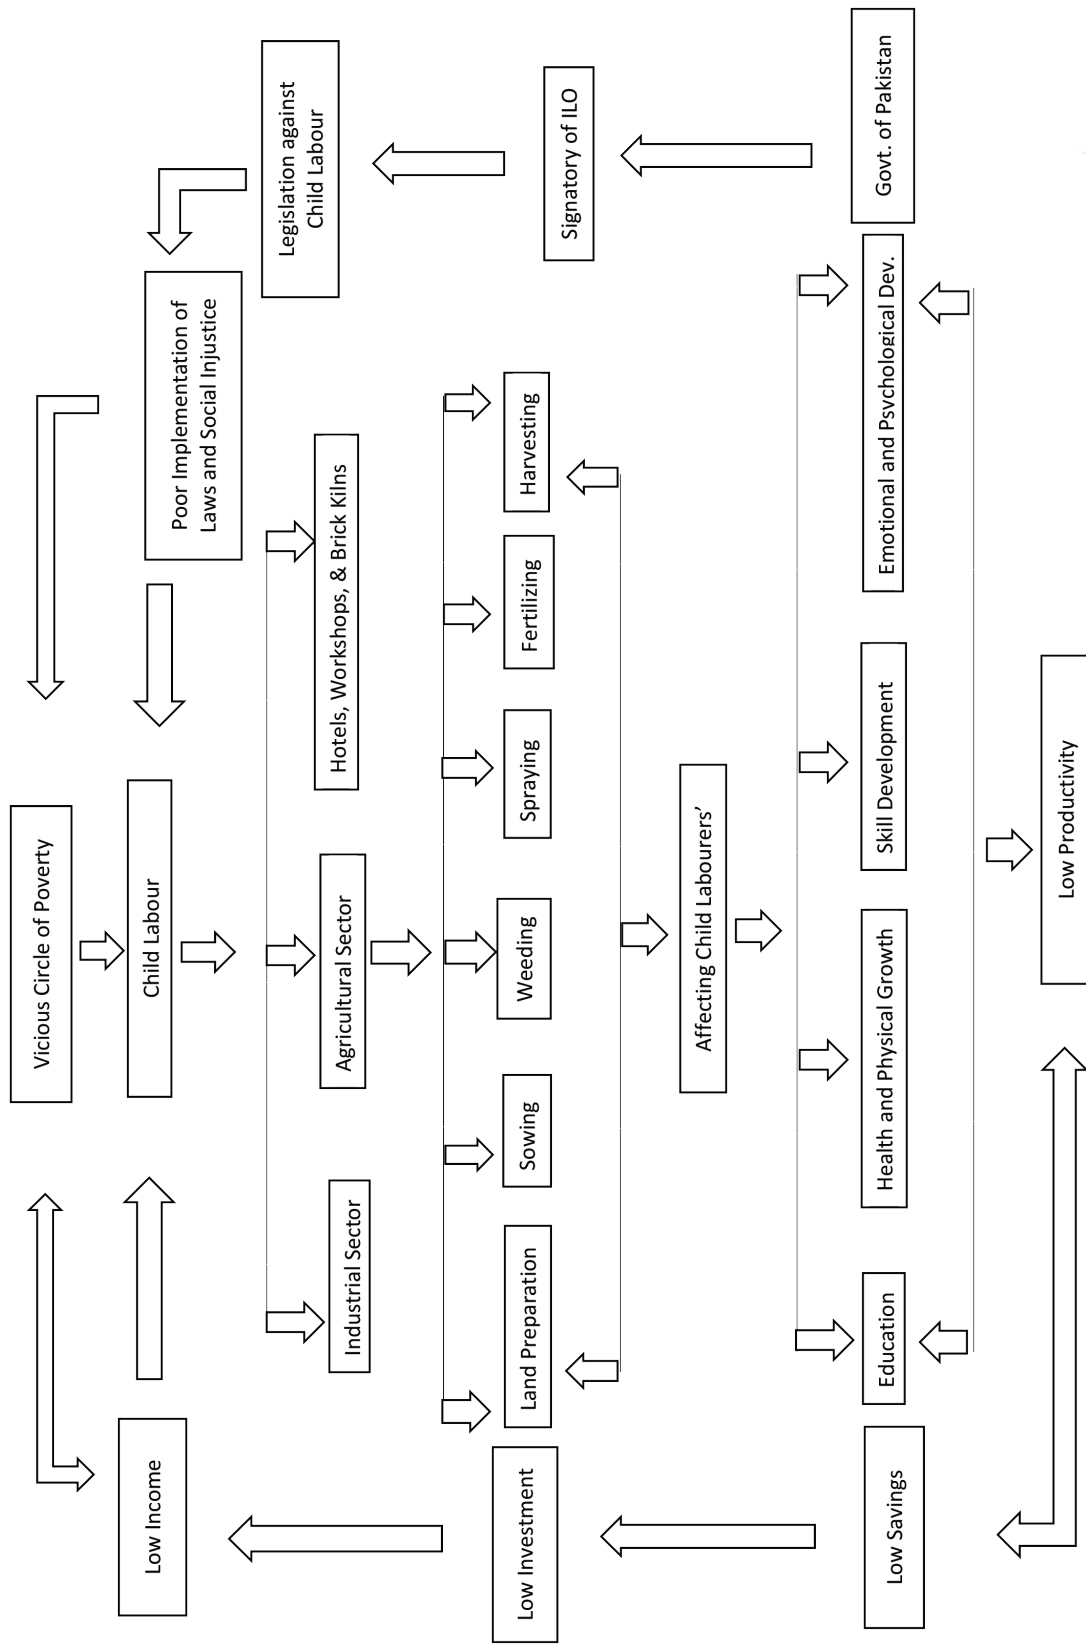 Vicious Circle of Poverty
Low Income
Child Labour
Poor Implementation of
Laws and Social Injustice
Legislation against
Child Labour
Industrial Sector
Agricultural Sector
Hotels, Workshops, & Brick Kilns
Low Investment
Land Preparation
Sowing
Weeding
Spraying
Fertilizing
Harvesting
Signatory of ILO
Affecting Child Labourers’
Low Savings
Education
Health and Physical Growth
Skill Development
Emotional and Psychological Dev.
Govt. of Pakistan
Low Productivity